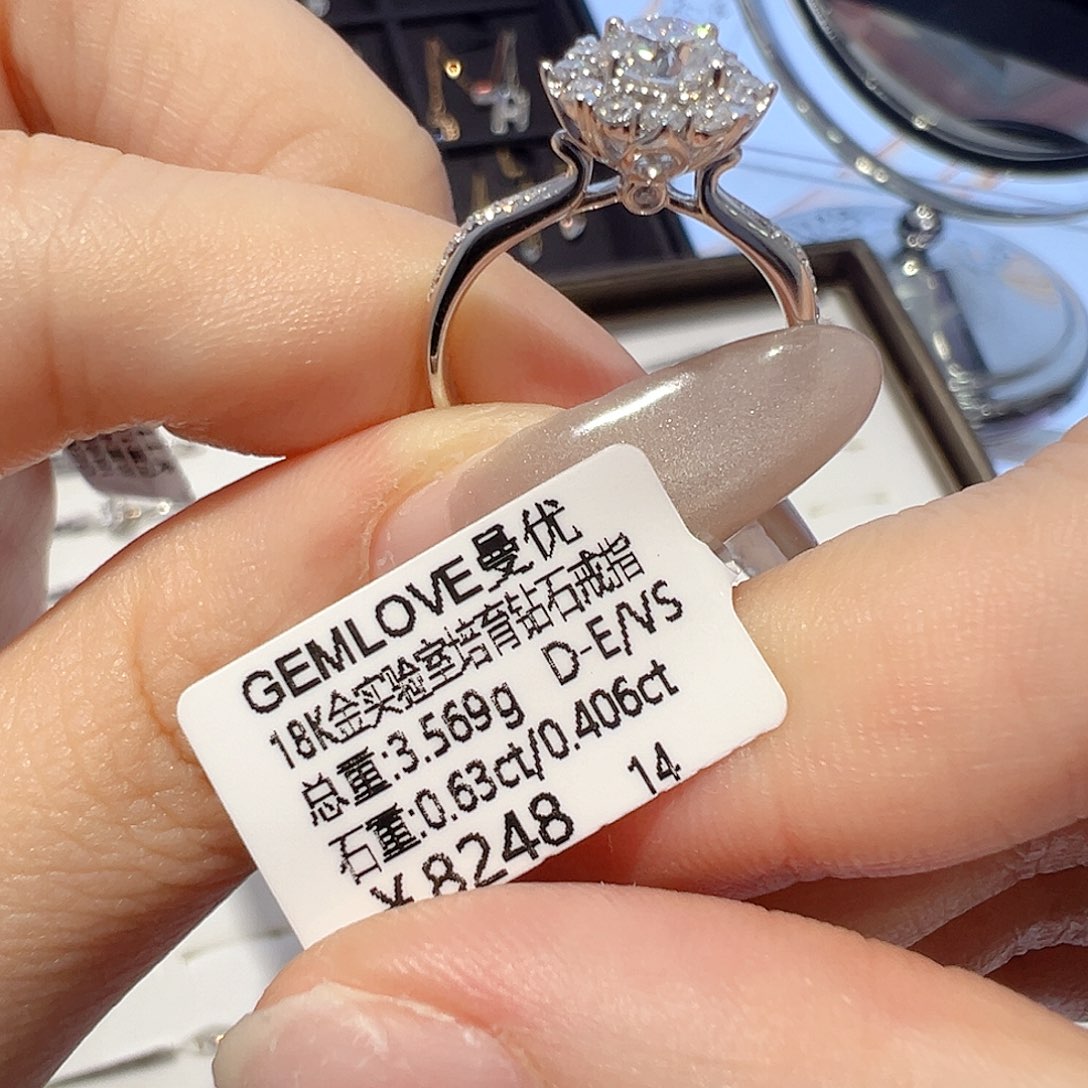 GEMLOVE曼优
18K金实验室培育钻石戒指
总重:3.569g D-E/VS
石重:0.63ct/0.406ct
¥8248 14